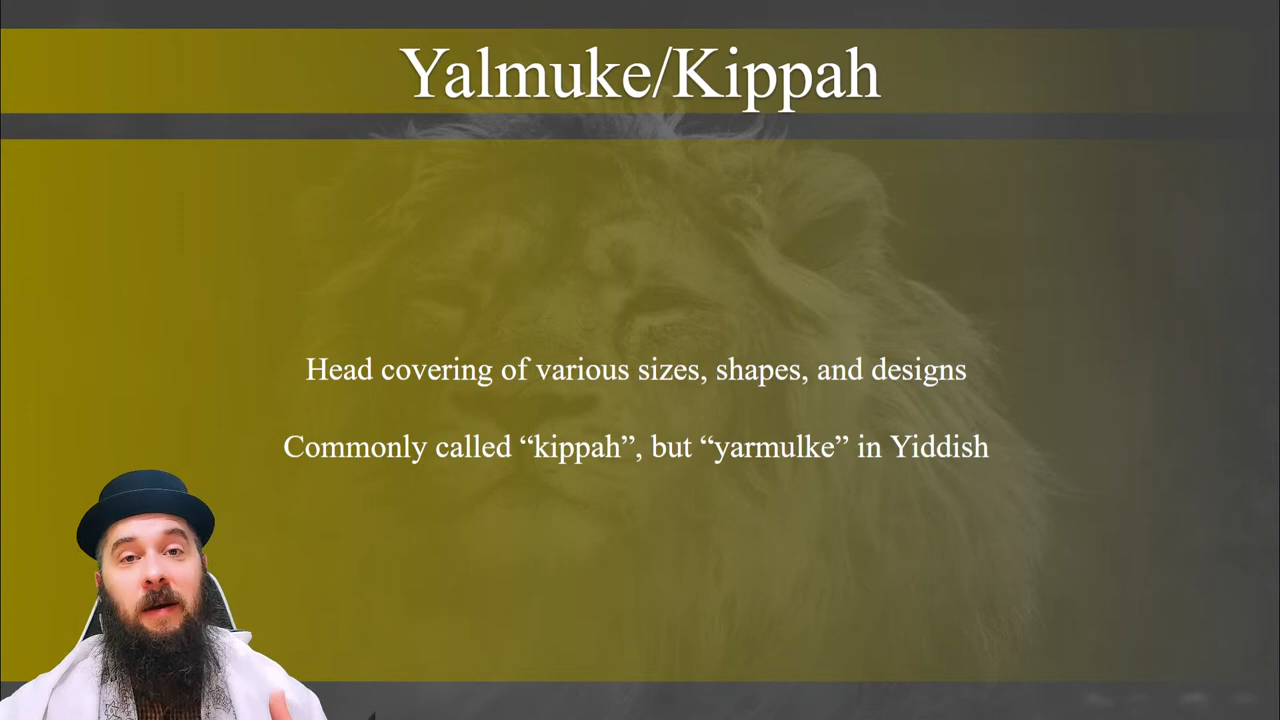 Yalmuke/Kippah
Head covering of various sizes, shapes, and designs
Commonly called “kippah”, but “yarmulke” in Yiddish